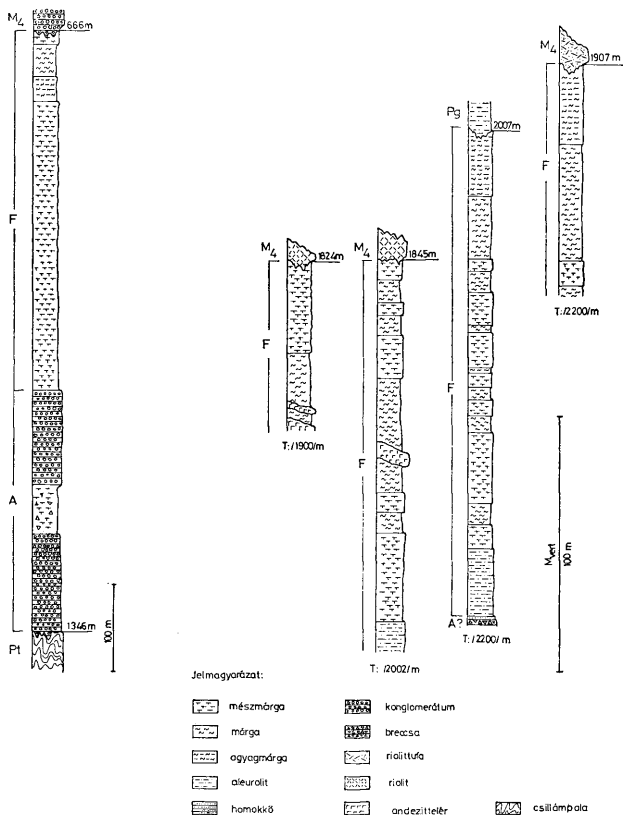 M4
666m
F
A
1346m
Pt
100 m
M4
1824m
F
T:/1900/m
M4
1845m
F
T: /2002/m
Pg
2007m
F
A?
T:/2200/m
M4
1907m
F
T:/2200/m
Mvert
100 m
Jelmagyarázat:
mészmárga
márga
agyagmárga
aleurolit
homokkő
konglomerátum
breccsa
riolittufa
riolit
andezittelér
csillámpala